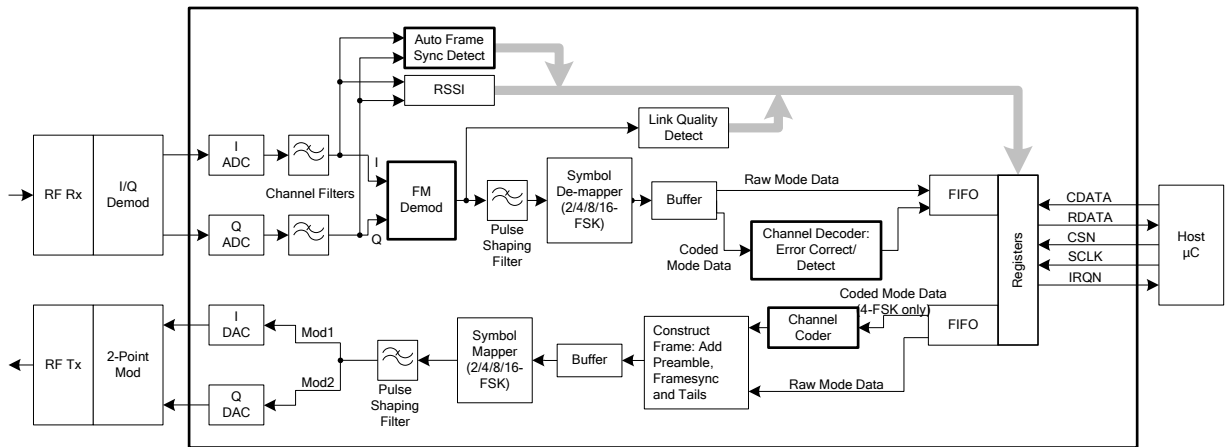 Auto Frame
Sync Detect
RSSI
Link Quality
Detect
RF Rx
I/Q
Demod
I
ADC
Channel Filters
Q
ADC
I
Q
FM
Demod
Pulse
Shaping
Filter
Symbol
De-mapper
(2/4/8/16-
FSK)
Buffer
Raw Mode Data
Coded
Mode Data
Channel Decoder:
Error Correct/
Detect
FIFO
Registers
CDATA
RDATA
CSN
SCLK
IRQN
Host
µC
RF Tx
2-Point
Mod
I
DAC
Q
DAC
Mod1
Mod2
Pulse
Shaping
Filter
Symbol
Mapper
(2/4/8/16-
FSK)
Buffer
Construct
Frame: Add
Preamble,
Framesync
and Tails
Channel
Coder
Coded Mode Data
(4-FSK only)
Raw Mode Data
FIFO